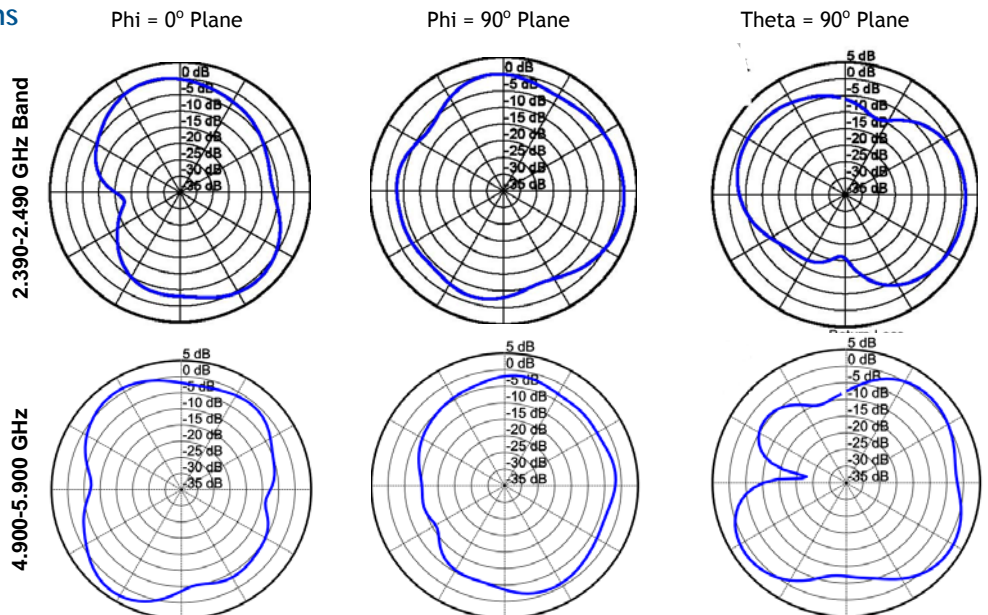 ns
Phi = 0° Plane
Phi = 90° Plane
Theta = 90° Plane
2.390-2.490 GHz Band
0 dB
-5 dB
-10 dB
-15 dB
-20 dB
-25 dB
-30 dB
-35 dB
0 dB
-5 dB
-10 dB
-15 dB
-20 dB
-25 dB
-30 dB
-35 dB
5 dB
0 dB
-5 dB
-10 dB
-15 dB
-20 dB
-25 dB
-30 dB
-35 dB
4.900-5.900 GHz
5 dB
0 dB
-5 dB
-10 dB
-15 dB
-20 dB
-25 dB
-30 dB
-35 dB
5 dB
0 dB
-5 dB
-10 dB
-15 dB
-20 dB
-25 dB
-30 dB
-35 dB
5 dB
0 dB
-5 dB
-10 dB
-15 dB
-20 dB
-25 dB
-30 dB
-35 dB